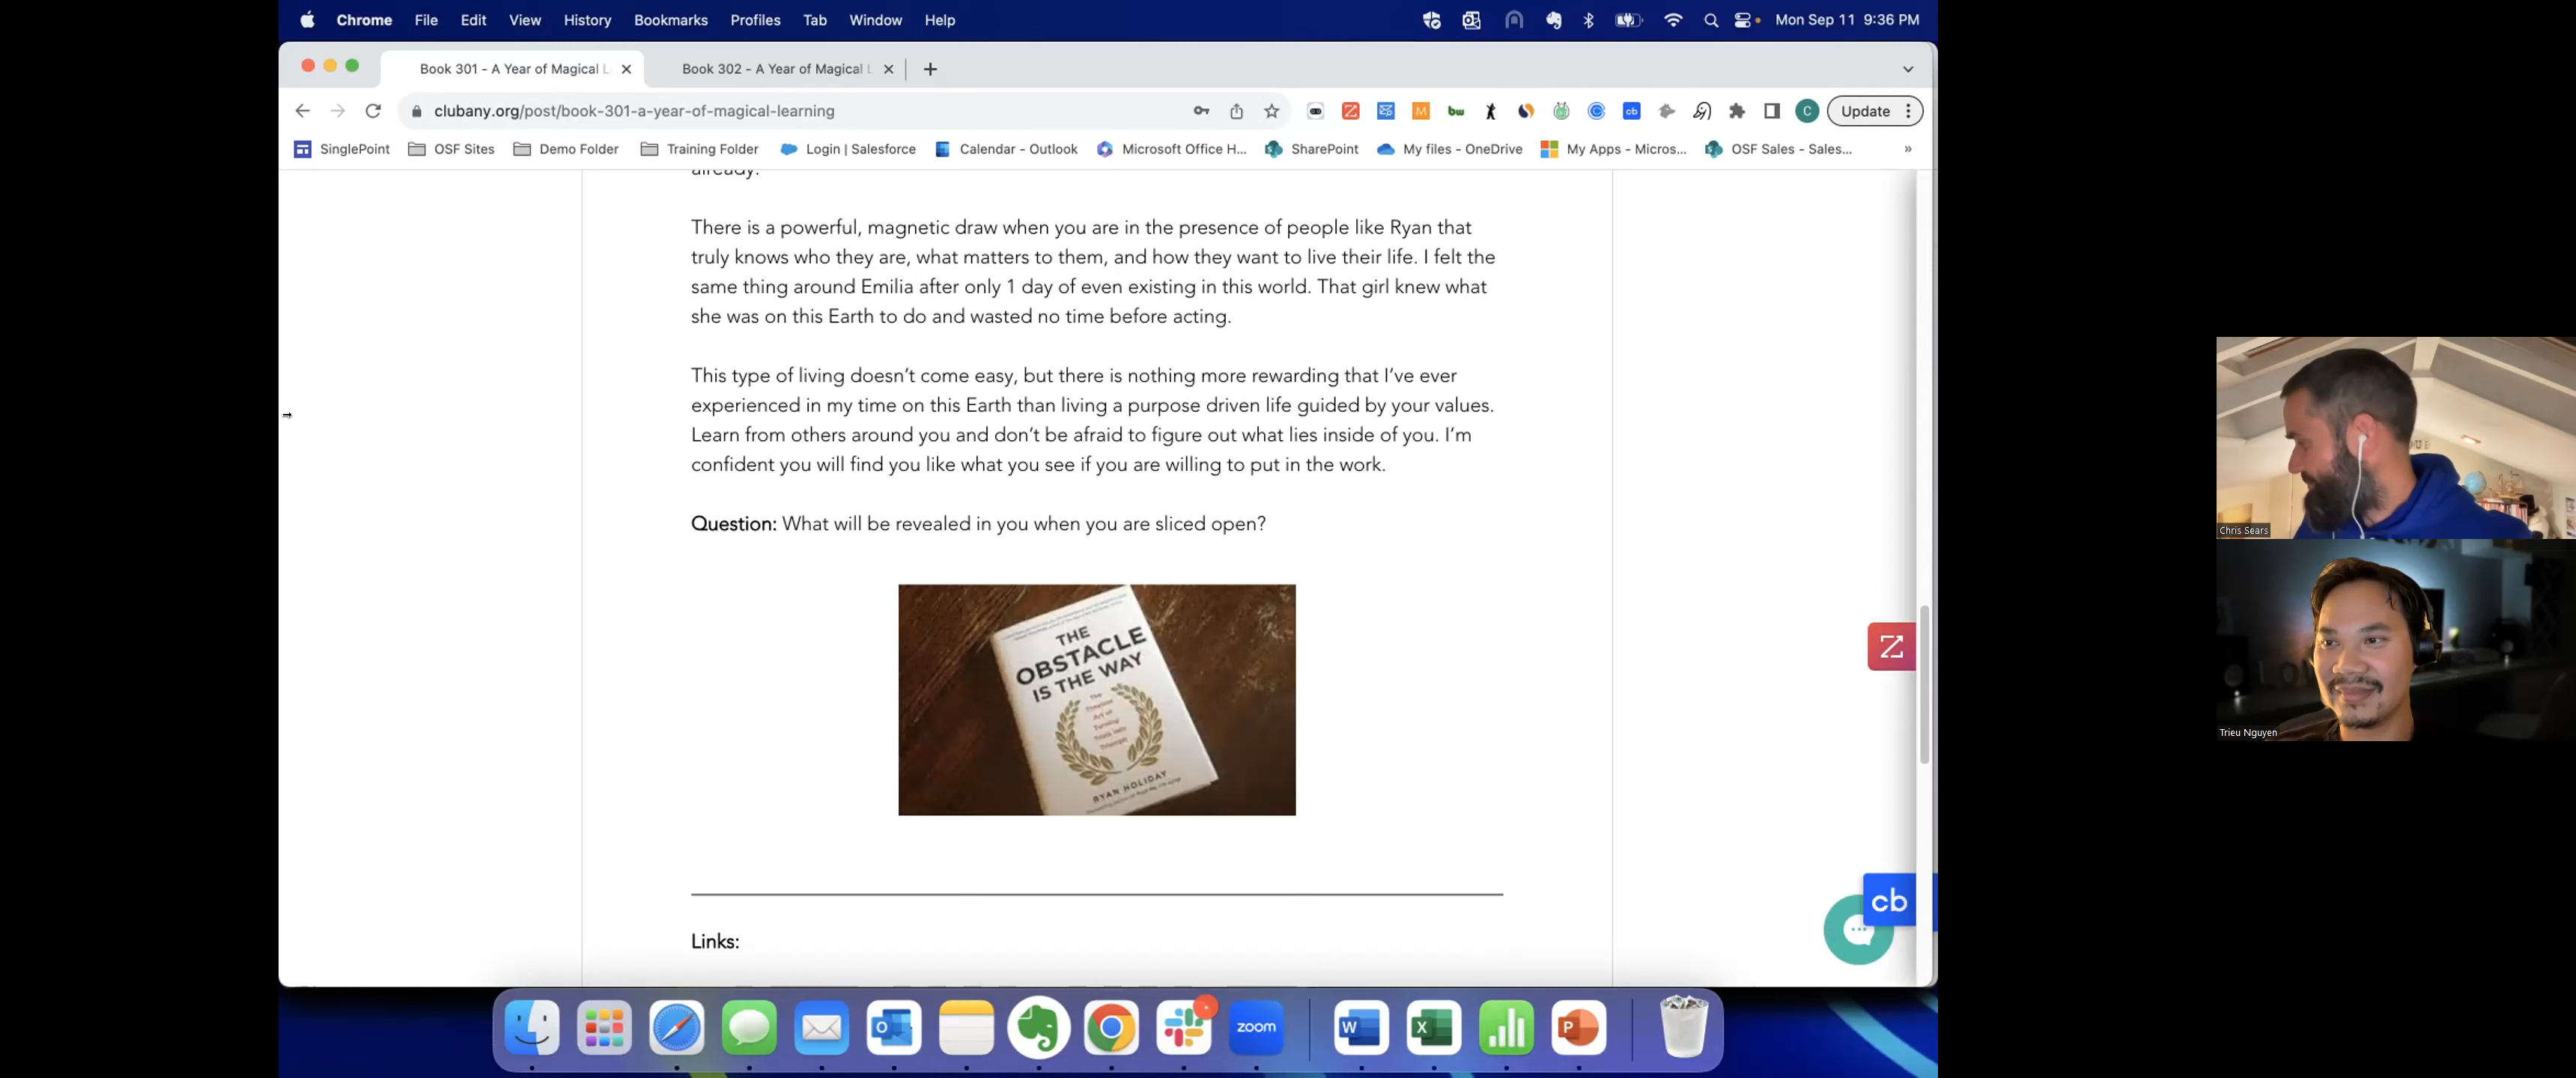 Chrome File Edit View History Bookmarks Profiles Tab Window Help Mon Sep 11 9:36 PM
Book 301 - A Year of Magical L Book 302 - A Year of Magical L
clubany.org/post/book-301-a-year-of-magical-learning M bw cb C Update
SinglePoint OSF Sites Demo Folder Training Folder Login | Salesforce Calendar - Outlook Microsoft Office H... SharePoint My files - OneDrive My Apps - Micros... OSF Sales - Sales... »
already.
There is a powerful, magnetic draw when you are in the presence of people like Ryan that
truly knows who they are, what matters to them, and how they want to live their life. I felt the
same thing around Emilia after only 1 day of even existing in this world. That girl knew what
she was on this Earth to do and wasted no time before acting.
This type of living doesn't come easy, but there is nothing more rewarding that I've ever
experienced in my time on this Earth than living a purpose driven life guided by your values.
Learn from others around you and don't be afraid to figure out what lies inside of you. I'm
confident you will find you like what you see if you are willing to put in the work.
Question: What will be revealed in you when you are sliced open?
THE
OBSTACLE
IS THE WAY
The
Timeless
Art of
Turning
Trials into
Triumph
RYAN HOLIDAY
cb
Links:
zoom
W
X
P
O
Chris Sears
Trieu Nguyen